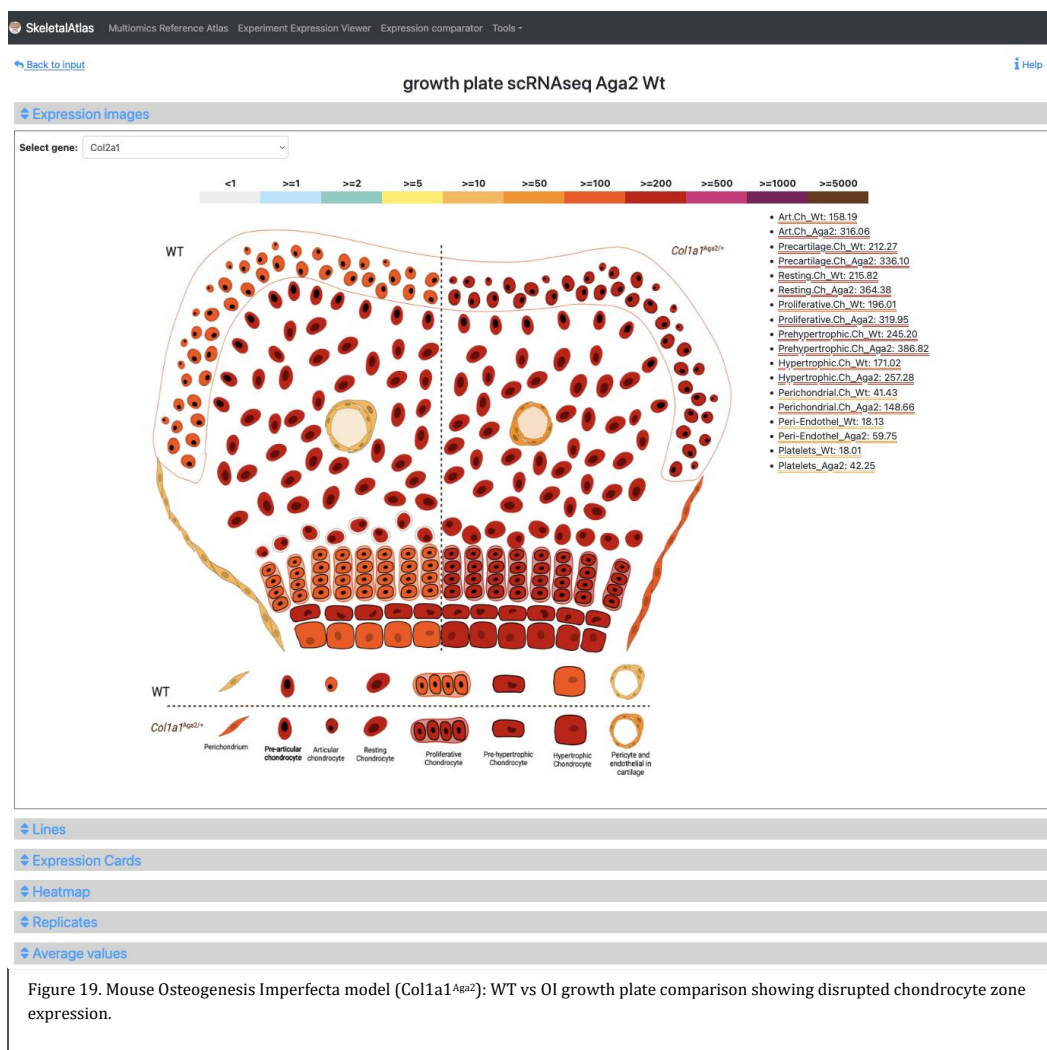 SkeletalAtlas Multiomics Reference Atlas Experiment Expression Viewer Expression comparator Tools
Back to input
Help
growth plate scRNAseq Aga2 Wt
Expression images
Select gene: Col2a1
<1 >=1 >=2 >=5 >=10 >=50 >=100 >=200 >=500 >=1000 >=5000
WT
Col1a1Aga2/+
• Art.Ch_Wt: 158.19
• Art.Ch_Aga2: 316.06
• Precartilage.Ch_Wt: 212.27
• Precartilage.Ch_Aga2: 336.10
• Resting.Ch_Wt: 215.82
• Resting.Ch_Aga2: 364.38
• Proliferative.Ch_Wt: 196.01
• Proliferative.Ch_Aga2: 319.95
• Prehypertrophic.Ch_Wt: 245.20
• Prehypertrophic.Ch_Aga2: 386.82
• Hypertrophic.Ch_Wt: 171.02
• Hypertrophic.Ch_Aga2: 257.28
• Perichondrial.Ch_Wt: 41.43
• Perichondrial.Ch_Aga2: 148.66
• Peri-Endothel_Wt: 18.13
• Peri-Endothel_Aga2: 59.75
• Platelets_Wt: 18.01
• Platelets_Aga2: 42.25
WT
Col1a1Aga2/+
Perichondrium
Pre-articular
chondrocyte
Articular
chondrocyte
Resting
Chondrocyte
Proliferative
Chondrocyte
Pre-hypertrophic
Chondrocyte
Hypertrophic
Chondrocyte
Pericyte and
endothelial in
cartilage
Lines
Expression Cards
Heatmap
Replicates
Average values
Figure 19. Mouse Osteogenesis Imperfecta model (Col1a1Aga2): WT vs OI growth plate comparison showing disrupted chondrocyte zone
expression.